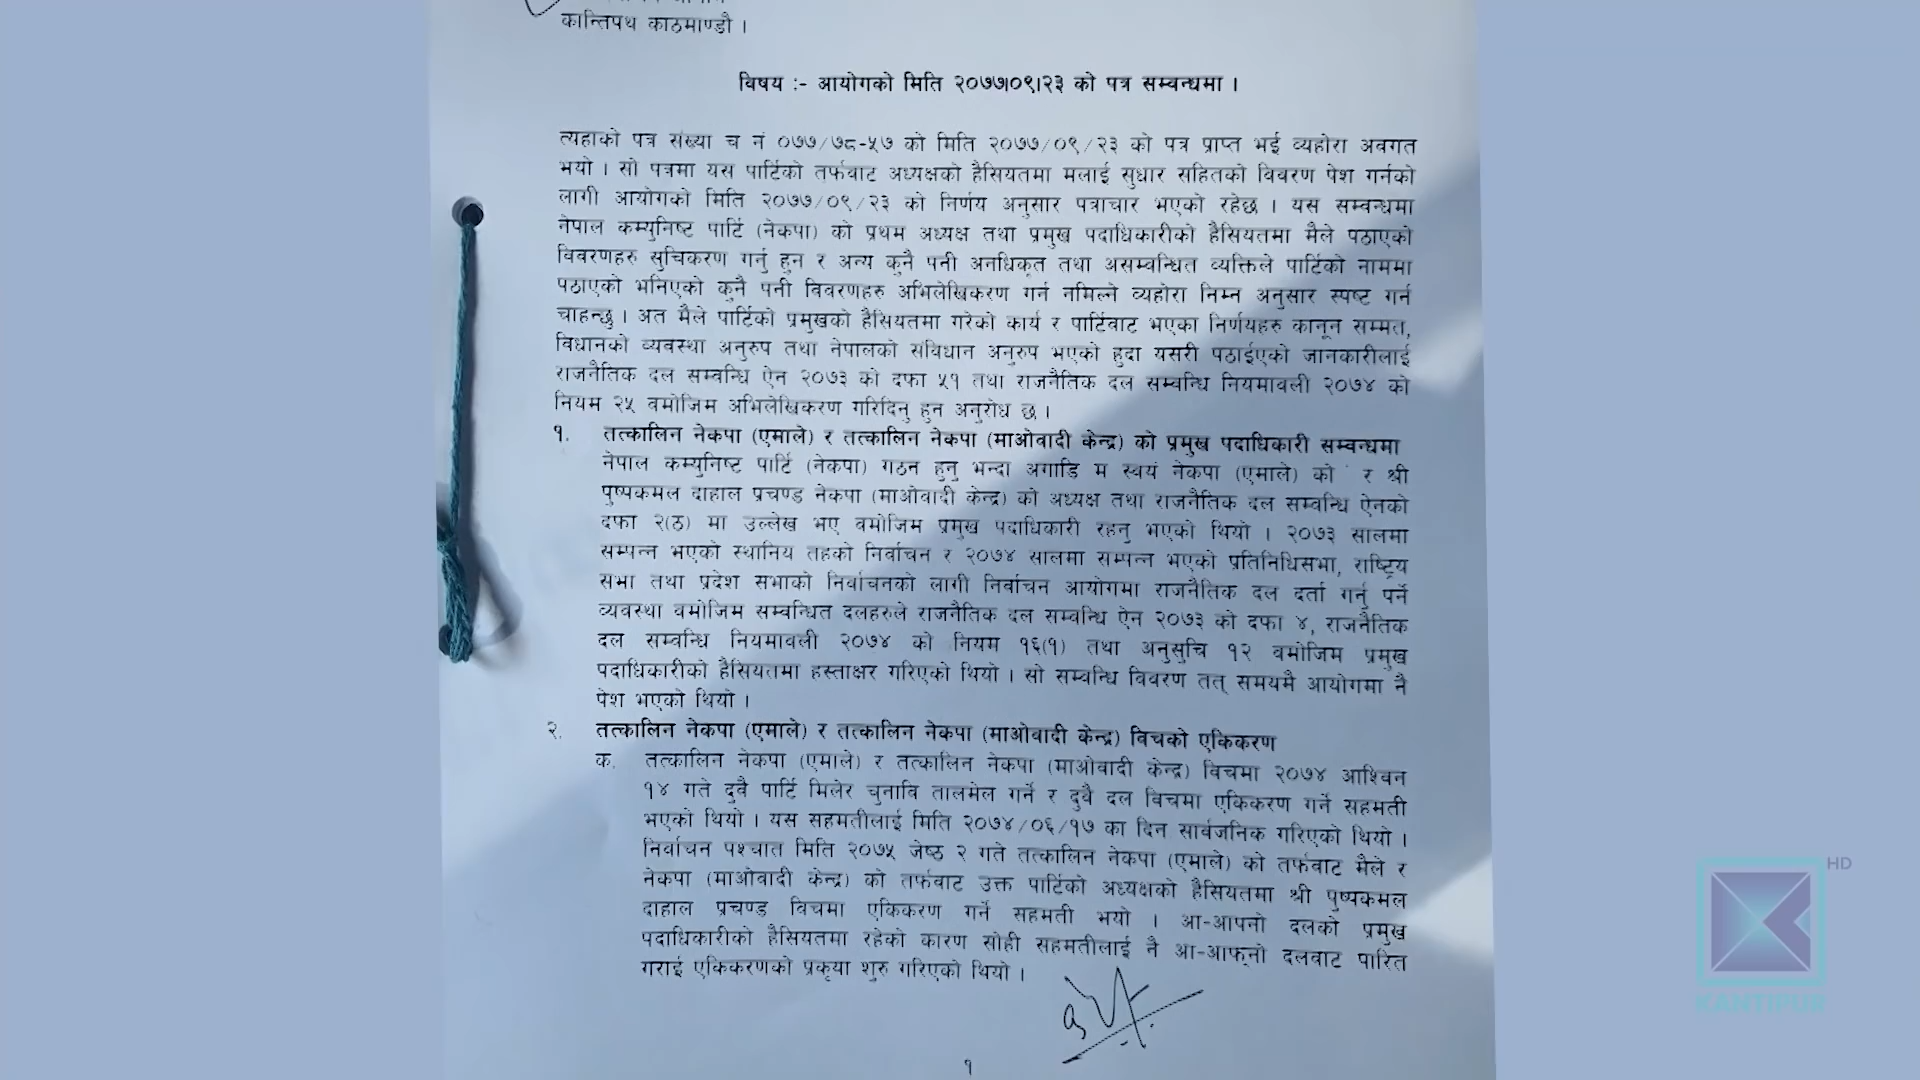 कान्तिपथ काठमाण्डौ ।
विषय :- आयोगको मिति २०७७।०९।२३ को पत्र सम्वन्धमा ।
त्यहाको पत्र संख्या च नं ०७७/७८-५७ को मिति २०७७/०९/२३ को पत्र प्राप्त भई व्यहोरा अवगत
भयो । सो पत्रमा यस पार्टिको तर्फवाट अध्यक्षको हैसियतमा मलाई सुधार सहितको विवरण पेश गर्नको
लागी आयोगको मिति २०७७/०९/२३ को निर्णय अनुसार पत्राचार भएको रहेछ । यस सम्वन्धमा
नेपाल कम्युनिष्ट पार्टि (नेकपा) को प्रथम अध्यक्ष तथा प्रमुख पदाधिकारीको हैसियतमा मैले पठाएको
विवरणहरु सुचिकरण गर्नु हुन र अन्य कुनै पनी अनधिकृत तथा असम्वन्धित व्यक्तिले पार्टिको नाममा
पठाएको भनिएको कुनै पनी विवरणहरु अभिलेखिकरण गर्न नमिल्ने व्यहोरा निम्न अनुसार स्पष्ट गर्न
चाहन्छु । अत मैले पार्टिको प्रमुखको हैसियतमा गरेको कार्य र पार्टिवाट भएका निर्णयहरु कानून सम्मत,
विधानको व्यवस्था अनुरुप तथा नेपालको संविधान अनुरुप भएको हुदा यसरी पठाईएको जानकारीलाई
राजनैतिक दल सम्वन्धि ऐन २०७३ को दफा ५१ तथा राजनैतिक दल सम्वन्धि नियमावली २०७४ को
नियम २५ वमोजिम अभिलेखिकरण गरिदिनु हुन अनुरोध छ ।
१. तत्कालिन नेकपा (एमाले) र तत्कालिन नेकपा (माओवादी केन्द्र) को प्रमुख पदाधिकारी सम्वन्धमा
नेपाल कम्युनिष्ट पार्टि (नेकपा) गठन हुनु भन्दा अगाडि म स्वयं नेकपा (एमाले) को र श्री
पुष्पकमल दाहाल प्रचण्ड नेकपा (माओवादी केन्द्र) को अध्यक्ष तथा राजनैतिक दल सम्वन्धि ऐनको
दफा २(ठ) मा उल्लेख भए वमोजिम प्रमुख पदाधिकारी रहनु भएको थियो । २०७३ सालमा
सम्पन्न भएको स्थानिय तहको निर्वाचन र २०७४ सालमा सम्पन्न भएको प्रतिनिधिसभा, राष्ट्रिय
सभा तथा प्रदेश सभाको निर्वाचनको लागी निर्वाचन आयोगमा राजनैतिक दल दर्ता गर्नु पर्ने
व्यवस्था वमोजिम सम्वन्धित दलहरुले राजनैतिक दल सम्वन्धि ऐन २०७३ को दफा ४, राजनैतिक
दल सम्वन्धि नियमावली २०७४ को नियम १६(१) तथा अनुसुचि १२ वमोजिम प्रमुख
पदाधिकारीको हैसियतमा हस्ताक्षर गरिएको थियो । सो सम्वन्धि विवरण तत् समयमै आयोगमा नै
पेश भएको थियो ।
२. तत्कालिन नेकपा (एमाले) र तत्कालिन नेकपा (माओवादी केन्द्र) विचको एकिकरण
क. तत्कालिन नेकपा (एमाले) र तत्कालिन नेकपा (माओवादी केन्द्र) विचमा २०७४ आश्विन
१४ गते दुवै पार्टि मिलेर चुनावि तालमेल गर्ने र दुवै दल विचमा एकिकरण गर्ने सहमती
भएको थियो । यस सहमतीलाई मिति २०७४/०६/१७ का दिन सार्वजनिक गरिएको थियो ।
निर्वाचन पश्चात मिति २०७५ जेष्ठ २ गते तत्कालिन नेकपा (एमाले) को तर्फवाट मैले र
नेकपा (माओवादी केन्द्र) को तर्फवाट उक्त पार्टिको अध्यक्षको हैसियतमा श्री पुष्पकमल
दाहाल प्रचण्ड विचमा एकिकरण गर्ने सहमती भयो । आ-आपनो दलको प्रमुख
पदाधिकारीको हैसियतमा रहेको कारण सोही सहमतीलाई नै आ-आफ्नो दलवाट पारित
गराई एकिकरणको प्रकृया शुरु गरिएको थियो ।
१
HD
KANTIPUR